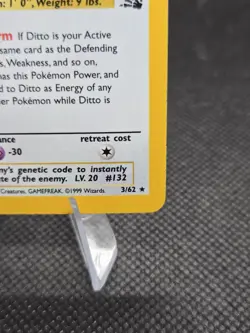 : 1' 0", Weight: 9 lbs.
rm If Ditto is your Active
same card as the Defending
, Weakness, and so on,
as this Pokémon Power, and
d to Ditto as Energy of any
er Pokémon while Ditto is
ance retreat cost
-30
ny's genetic code to instantly
te of the enemy. LV. 20 #132
Creatures, GAMEFREAK. ©1999 Wizards. 3/62 ★